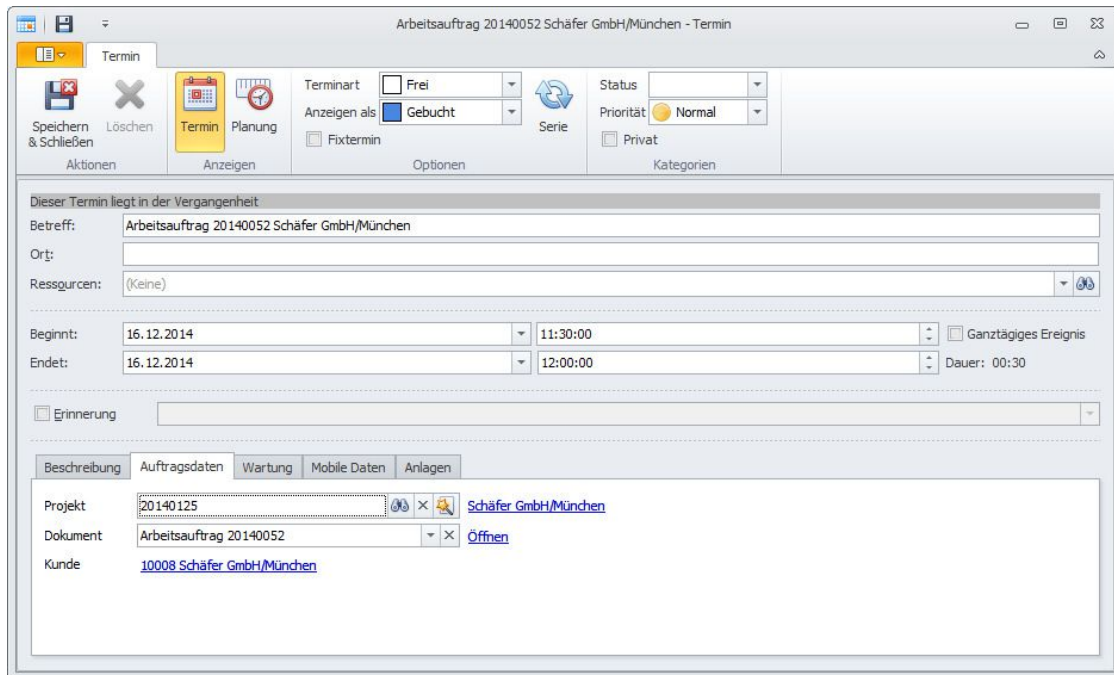 Arbeitsauftrag 20140052 Schäfer GmbH/München - Termin
Termin
Speichern & Schließen
Löschen
Aktionen
Termin
Planung
Anzeigen
Terminart Frei
Anzeigen als Gebucht
Fixtermin
Serie
Optionen
Status
Priorität Normal
Privat
Kategorien
Dieser Termin liegt in der Vergangenheit
Betreff: Arbeitsauftrag 20140052 Schäfer GmbH/München
Ort:
Ressourcen: (Keine)
Beginnt: 16.12.2014 11:30:00 Ganztägiges Ereignis
Endet: 16.12.2014 12:00:00 Dauer: 00:30
Erinnerung
Beschreibung Auftragsdaten Wartung Mobile Daten Anlagen
Projekt 20140125 Schäfer GmbH/München
Dokument Arbeitsauftrag 20140052 Öffnen
Kunde 10008 Schäfer GmbH/München